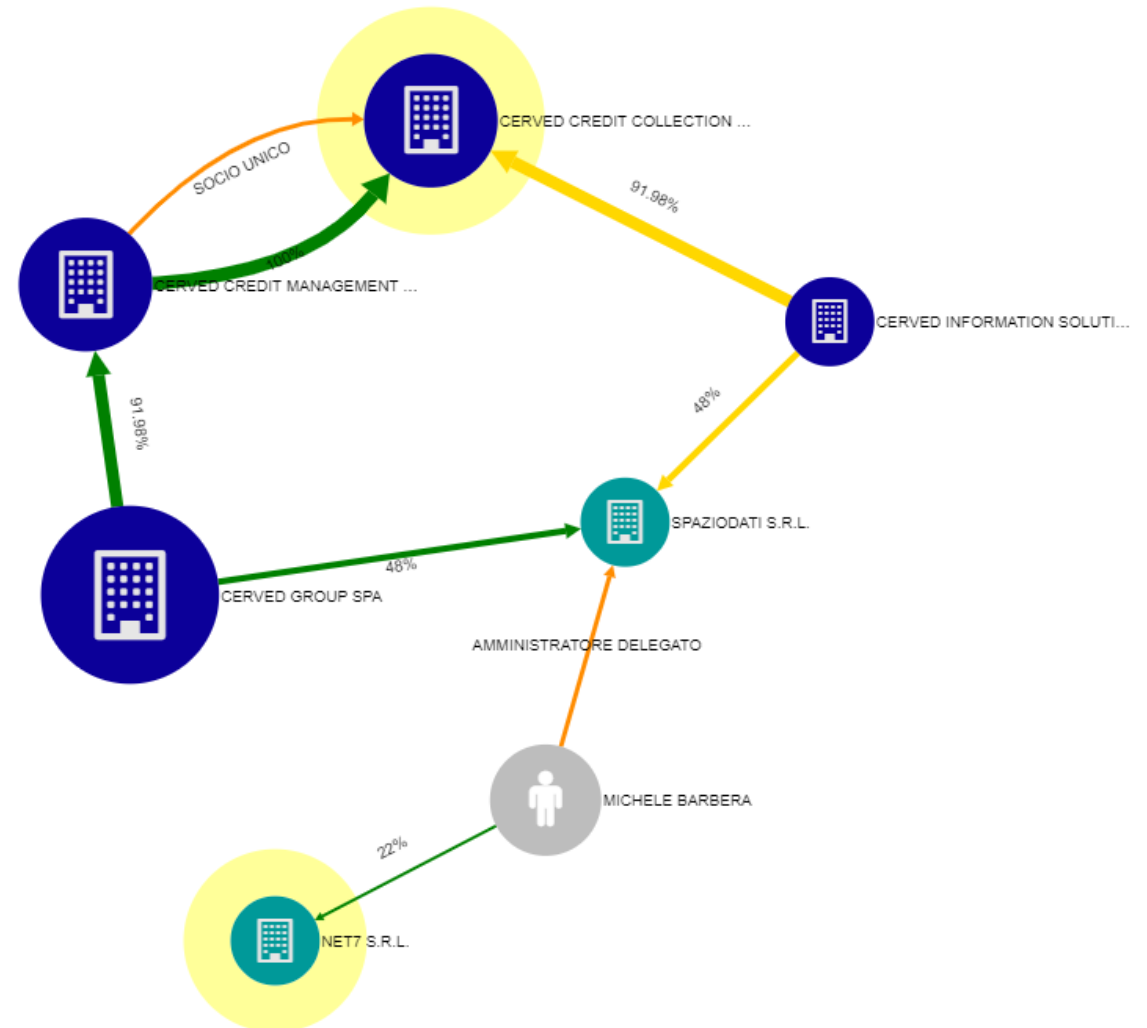 CERVED CREDIT COLLECTION ...
SOCIO UNICO
91.98%
100%
CERVED CREDIT MANAGEMENT ...
CERVED INFORMATION SOLUTI...
91.98%
48%
SPAZIODATI S.R.L.
48%
CERVED GROUP SPA
AMMINISTRATORE DELEGATO
MICHELE BARBERA
22%
NET7 S.R.L.